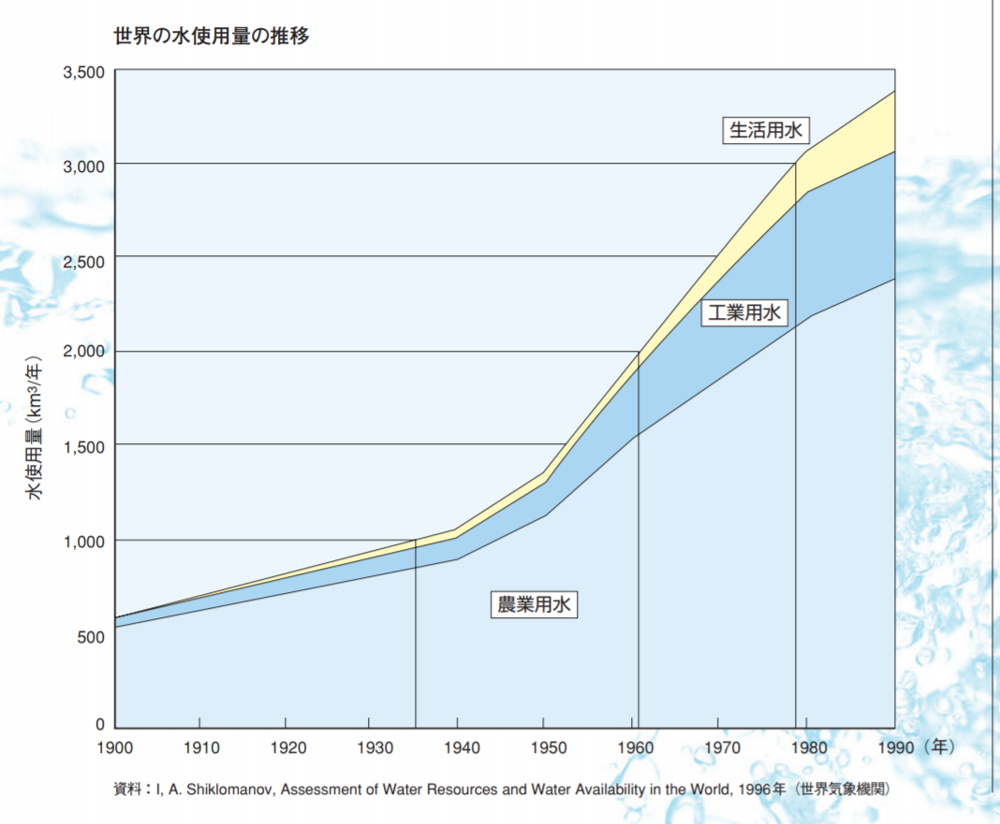 世界の水使用量の推移
3,500
3,000
2,500
2,000
1,500
1,000
500
0
水使用量(km³/年)
生活用水
工業用水
農業用水
1900 1910 1920 1930 1940 1950 1960 1970 1980 1990(年)
資料:I, A. Shiklomanov, Assessment of Water Resources and Water Availability in the World, 1996年(世界気象機関)